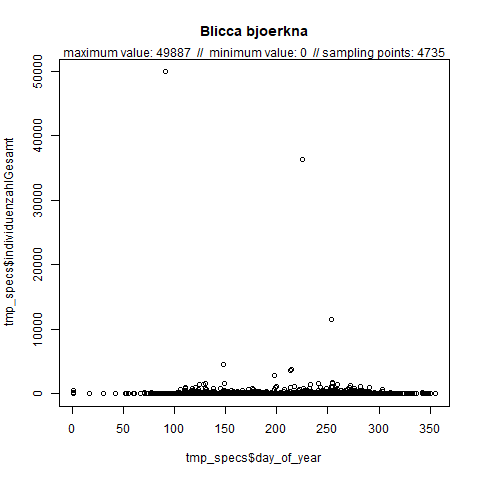 Blicca bjoerkna
maximum value: 49887 // minimum value: 0 // sampling points: 4735
tmp_specs$individuenzahlGesamt
50000
40000
30000
20000
10000
0
0 50 100 150 200 250 300 350
tmp_specs$day_of_year